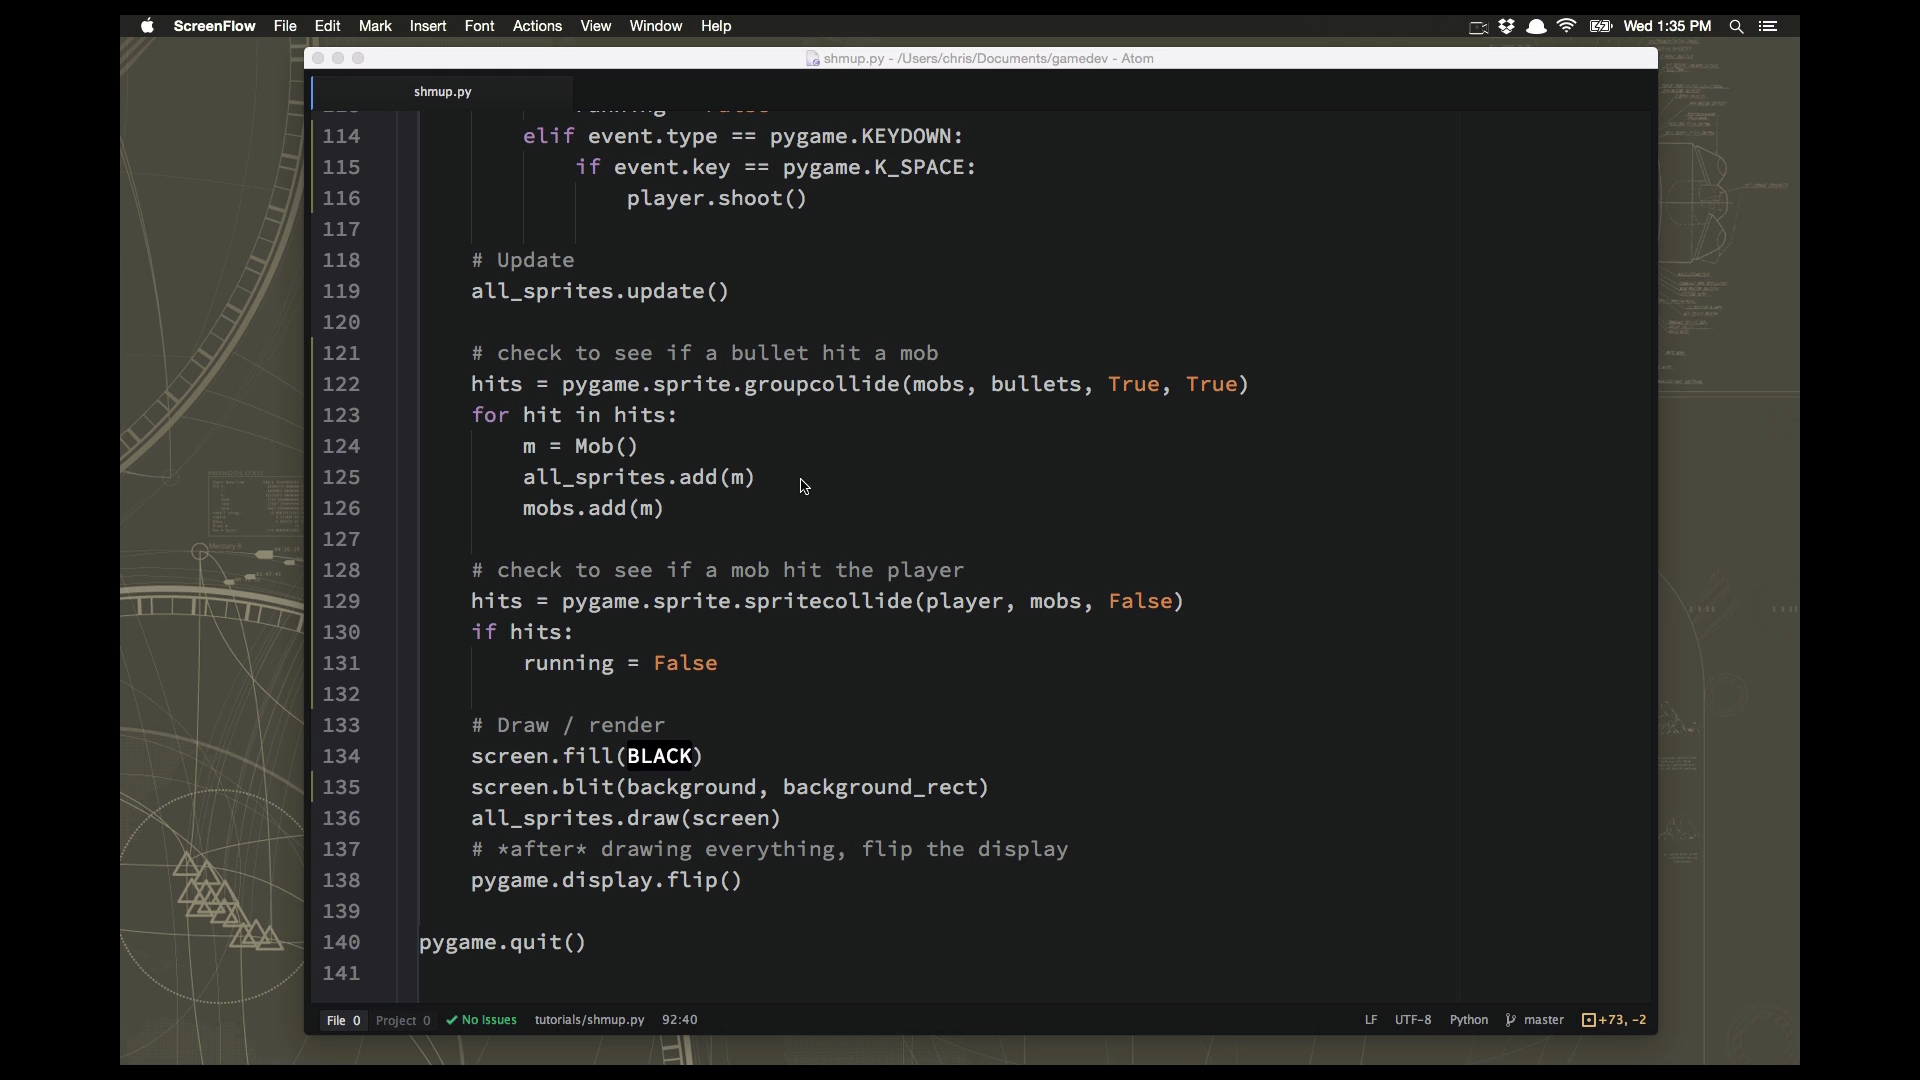 ScreenFlow File Edit Mark Insert Font Actions View Window Help Wed 1:35 PM
shmup.py - /Users/chris/Documents/gamedev - Atom
shmup.py
114 elif event.type == pygame.KEYDOWN:
115 if event.key == pygame.K_SPACE:
116 player.shoot()
117
118 # Update
119 all_sprites.update()
120
121 # check to see if a bullet hit a mob
122 hits = pygame.sprite.groupcollide(mobs, bullets, True, True)
123 for hit in hits:
124 m = Mob()
125 all_sprites.add(m)
126 mobs.add(m)
127
128 # check to see if a mob hit the player
129 hits = pygame.sprite.spritecollide(player, mobs, False)
130 if hits:
131 running = False
132
133 # Draw / render
134 screen.fill(BLACK)
135 screen.blit(background, background_rect)
136 all_sprites.draw(screen)
137 # *after* drawing everything, flip the display
138 pygame.display.flip()
139
140 pygame.quit()
141
File 0 Project 0 No Issues tutorials/shmup.py 92:40 LF UTF-8 Python master +73, -2